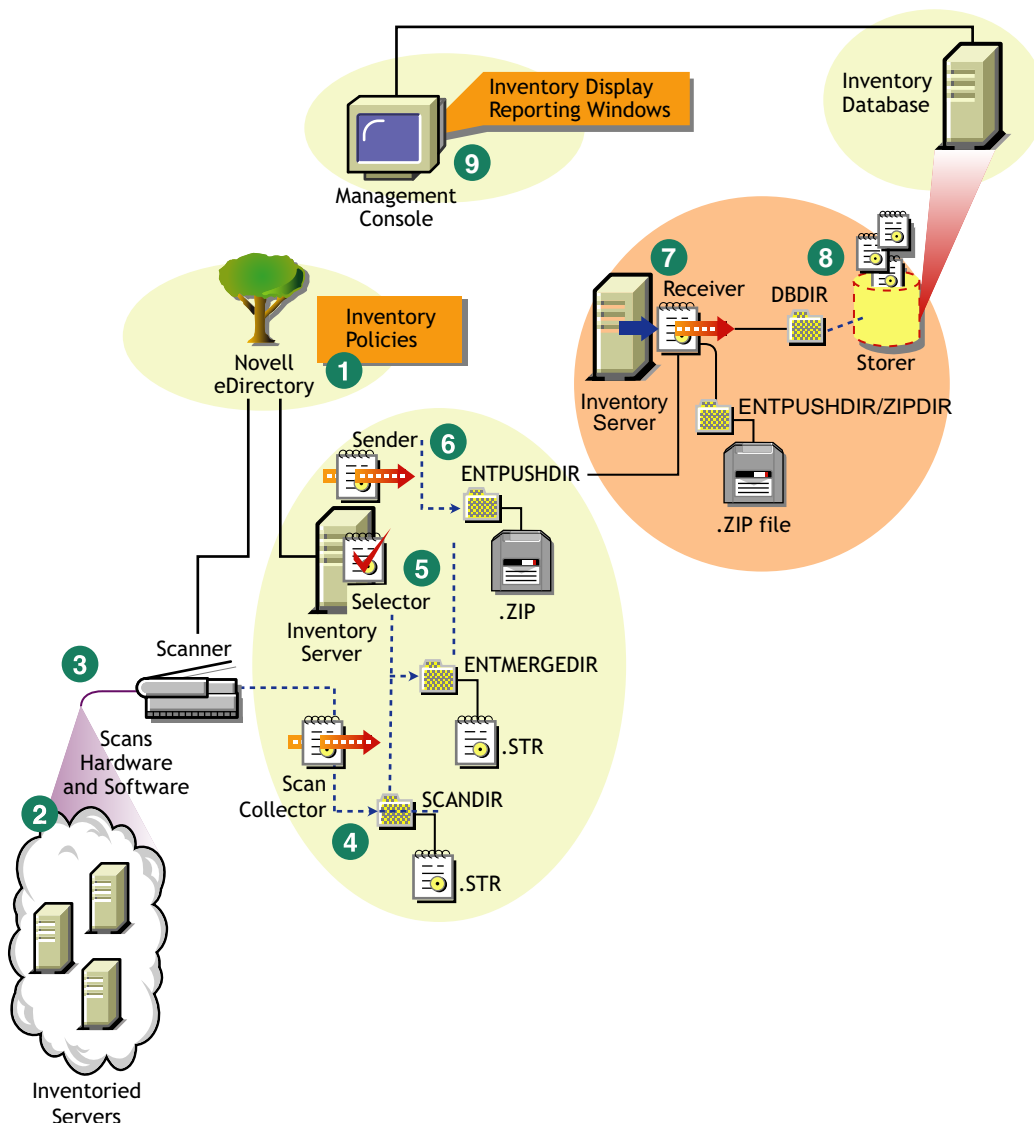 Inventory Display
Reporting Windows
Inventory
Database
9
Management
Console
7
Receiver
8
DBDIR
Storer
Inventory
Server
ENTPUSHDIR/ZIPDIR
.ZIP file
Inventory
Policies
1
Novell
eDirectory
Sender
6
ENTPUSHDIR
.ZIP
5
Selector
Inventory
Server
ENTMERGEDIR
.STR
3
Scanner
Scans
Hardware
and Software
Scan
Collector
4
SCANDIR
.STR
2
Inventoried
Servers